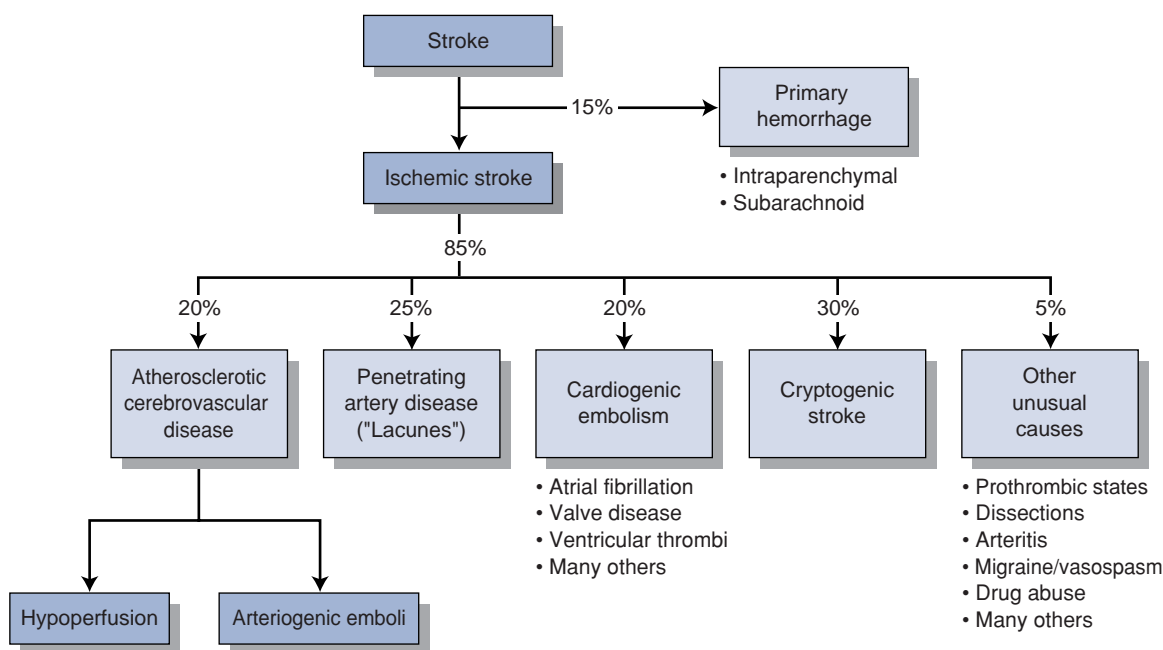 Stroke
15%
Primary
hemorrhage
• Intraparenchymal
• Subarachnoid
Ischemic stroke
85%
20%
25%
20%
30%
5%
Atherosclerotic
cerebrovascular
disease
Penetrating
artery disease
("Lacunes")
Cardiogenic
embolism
Cryptogenic
stroke
Other
unusual
causes
• Atrial fibrillation
• Valve disease
• Ventricular thrombi
• Many others
• Prothrombic states
• Dissections
• Arteritis
• Migraine/vasospasm
• Drug abuse
• Many others
Hypoperfusion
Arteriogenic emboli